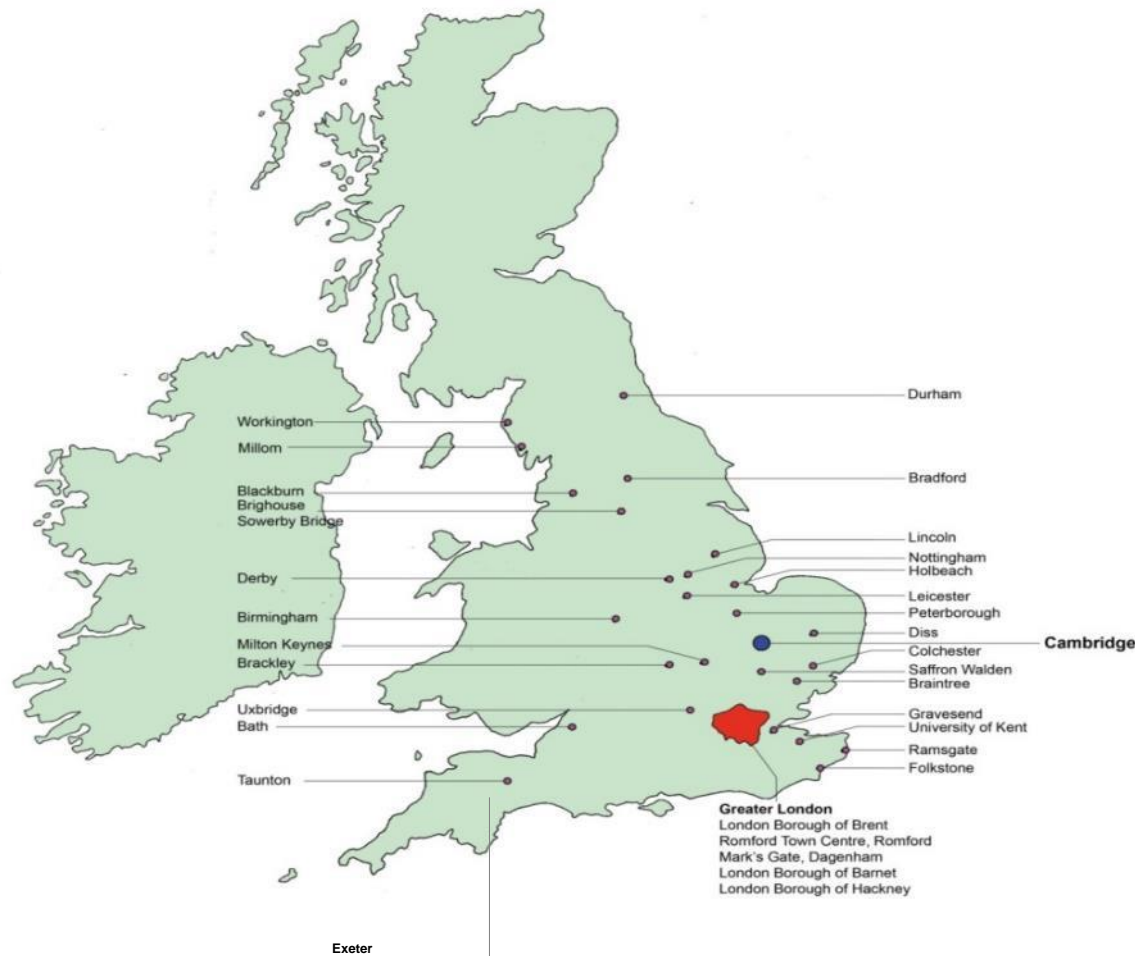 Workington
Millom
Blackburn
Brighouse
Sowerby Bridge
Derby
Birmingham
Milton Keynes
Brackley
Uxbridge
Bath
Taunton
Durham
Bradford
Lincoln
Nottingham
Holbeach
Leicester
Peterborough
Diss
Cambridge
Colchester
Saffron Walden
Braintree
Gravesend
University of Kent
Ramsgate
Folkstone
Greater London
London Borough of Brent
Romford Town Centre, Romford
Mark's Gate, Dagenham
London Borough of Barnet
London Borough of Hackney
Exeter